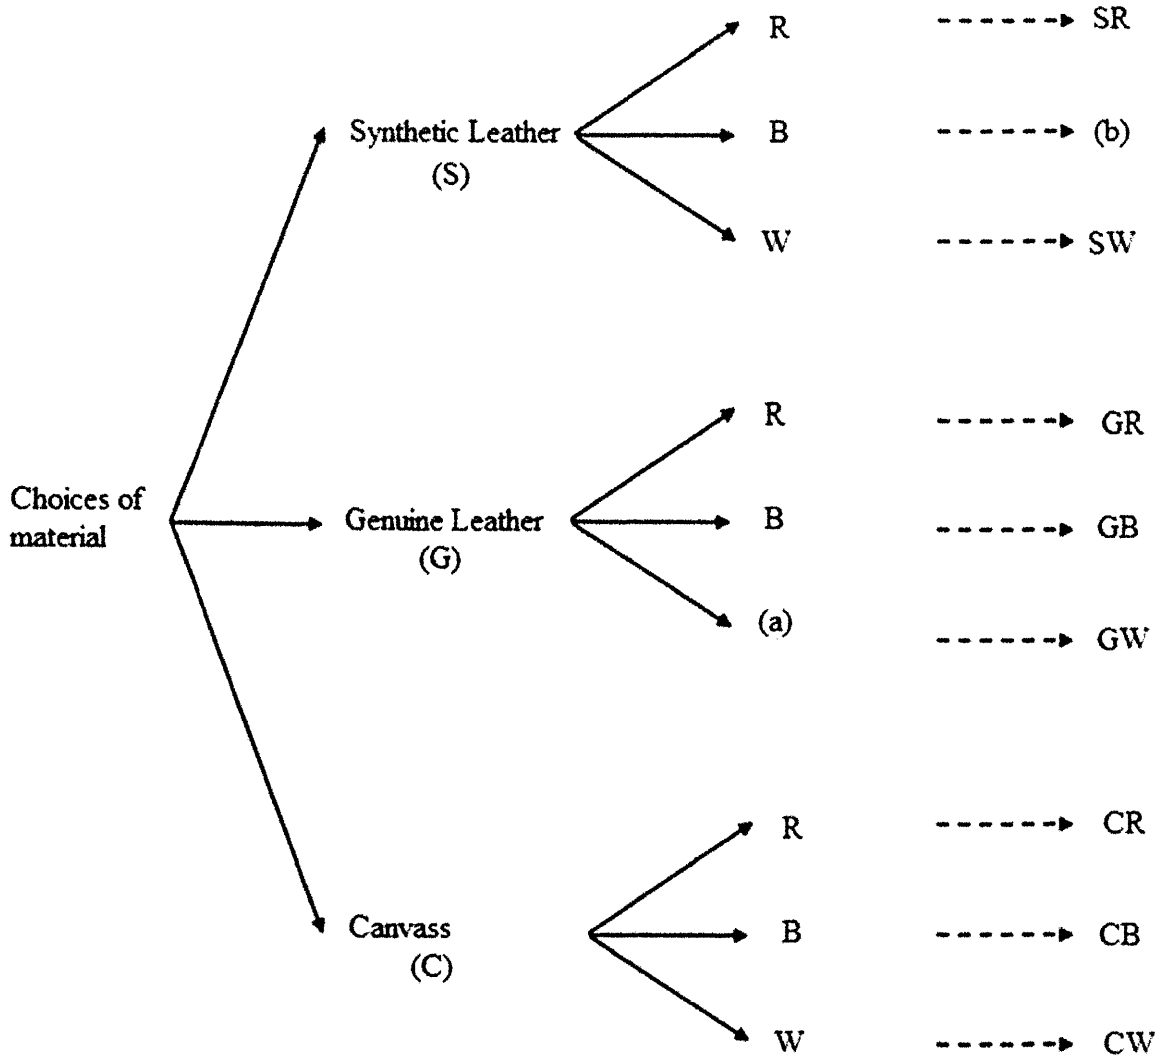 R SR
Synthetic Leather B (b)
(S)
W SW
R GR
Choices of
material
Genuine Leather B GB
(G)
(a) GW
R CR
Canvass B CB
(C)
W CW